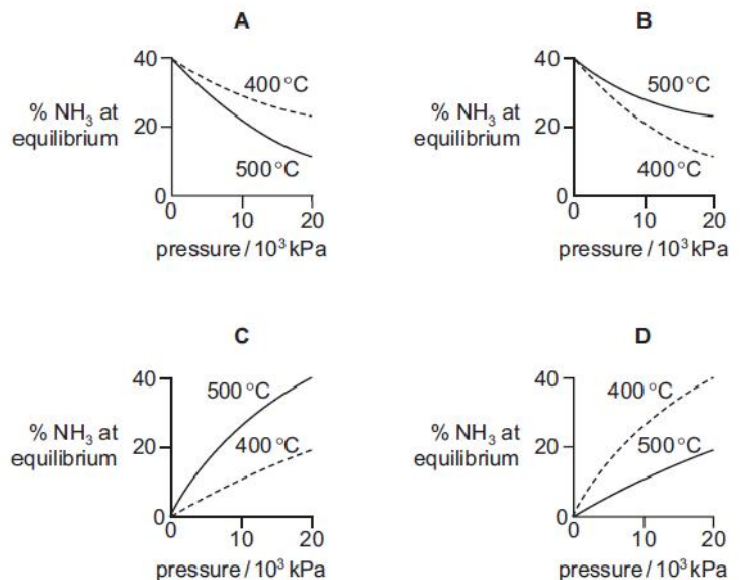 A
40
400 °C
% NH₃ at
equilibrium
20
500 °C
0
0
10
20
pressure / 10³ kPa
B
40
500 °C
% NH₃ at
equilibrium
20
400 °C
0
0
10
20
pressure / 10³ kPa
C
40
500 °C
% NH₃ at
equilibrium
20
400 °C
0
0
10
20
pressure / 10³ kPa
D
40
400 °C
% NH₃ at
equilibrium
20
500 °C
0
0
10
20
pressure / 10³ kPa